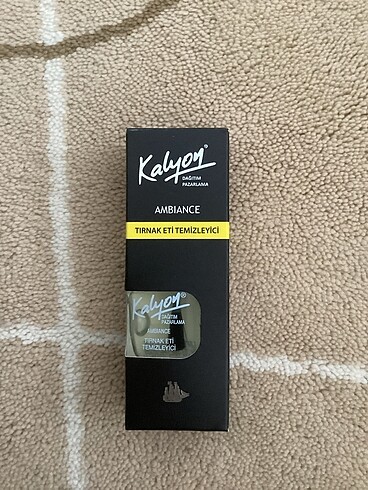 Kalyon®
DAĞITIM
PAZARLAMA
AMBIANCE
TIRNAK ETİ TEMİZLEYİCİ
Kalyon®
DAĞITIM
PAZARLAMA
AMBIANCE
TIRNAK ETİ
TEMİZLEYİCİ